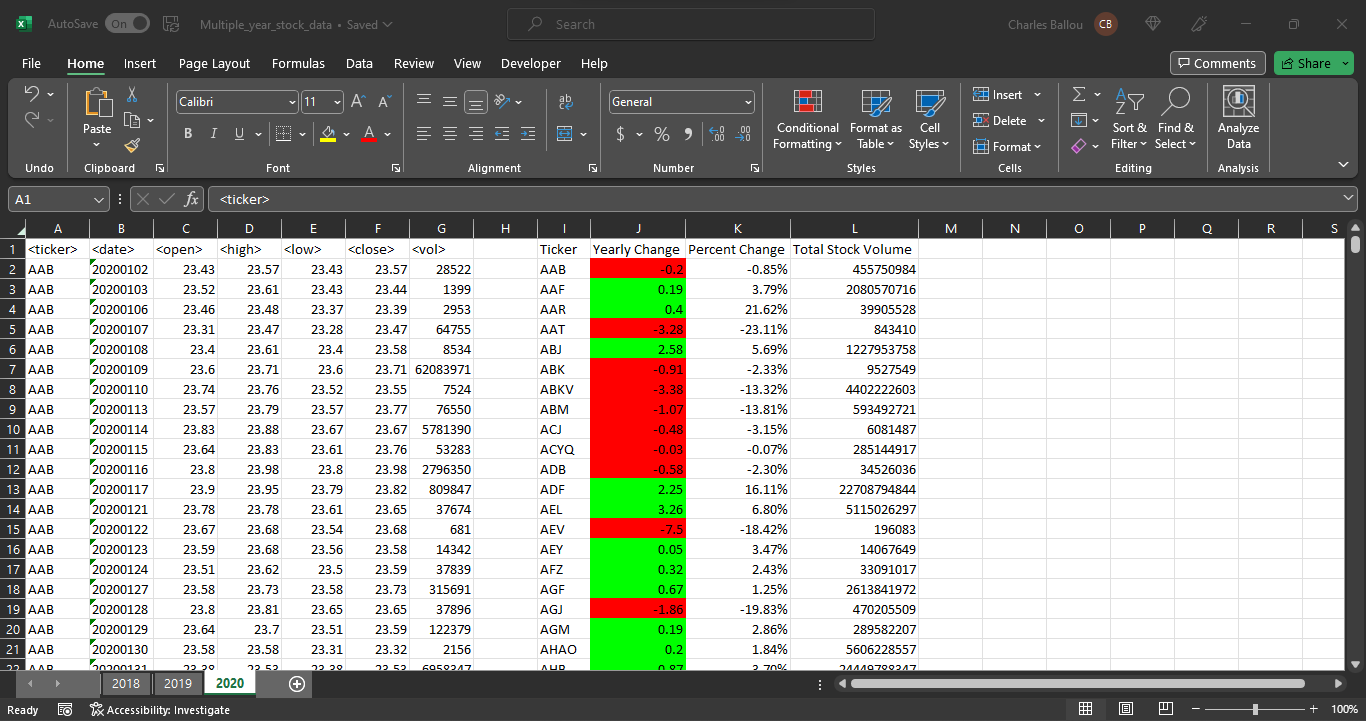 AutoSave On Multiple_year_stock_data • Saved Search Charles Ballou CB
File Home Insert Page Layout Formulas Data Review View Developer Help Comments Share
Calibri 11 General Insert
Paste Conditional Formatting Format as Table Cell Styles Delete Sort & Filter Find & Select Analyze Data
B I U $ % Format
Undo Clipboard Font Alignment Number Styles Cells Editing Analysis
A1 fx <ticker>
A B C D E F G H I J K L M N O P Q R S
1 <ticker> <date> <open> <high> <low> <close> <vol> Ticker Yearly Change Percent Change Total Stock Volume
2 AAB 20200102 23.43 23.57 23.43 23.57 28522 AAB -0.2 -0.85% 455750984
3 AAB 20200103 23.52 23.61 23.43 23.44 1399 AAF 0.19 3.79% 2080570716
4 AAB 20200106 23.46 23.48 23.37 23.39 2953 AAR 0.4 21.62% 39905528
5 AAB 20200107 23.31 23.47 23.28 23.47 64755 AAT -3.28 -23.11% 843410
6 AAB 20200108 23.4 23.61 23.4 23.58 8534 ABJ 2.58 5.69% 1227953758
7 AAB 20200109 23.6 23.71 23.6 23.71 62083971 ABK -0.91 -2.33% 9527549
8 AAB 20200110 23.74 23.76 23.52 23.55 7524 ABKV -3.38 -13.32% 4402222603
9 AAB 20200113 23.57 23.79 23.57 23.77 76550 ABM -1.07 -13.81% 593492721
10 AAB 20200114 23.83 23.88 23.67 23.67 5781390 ACJ -0.48 -3.15% 6081487
11 AAB 20200115 23.64 23.83 23.61 23.76 53283 ACYQ -0.03 -0.07% 285144917
12 AAB 20200116 23.8 23.98 23.8 23.98 2796350 ADB -0.58 -2.30% 34526036
13 AAB 20200117 23.9 23.95 23.79 23.82 809847 ADF 2.25 16.11% 22708794844
14 AAB 20200121 23.78 23.78 23.61 23.65 37674 AEL 3.26 6.80% 5115026297
15 AAB 20200122 23.67 23.68 23.54 23.68 681 AEV -7.5 -18.42% 196083
16 AAB 20200123 23.59 23.68 23.56 23.58 14342 AEY 0.05 3.47% 14067649
17 AAB 20200124 23.51 23.62 23.5 23.59 37839 AFZ 0.32 2.43% 33091017
18 AAB 20200127 23.58 23.73 23.58 23.73 315691 AGF 0.67 1.25% 2613841972
19 AAB 20200128 23.8 23.81 23.65 23.65 37896 AGJ -1.86 -19.83% 470205509
20 AAB 20200129 23.64 23.7 23.51 23.59 122379 AGM 0.19 2.86% 289582207
21 AAB 20200130 23.58 23.58 23.31 23.32 2156 AHAO 0.2 1.84% 5606228557
22 AAB 20200131 23.38 23.53 23.38 23.53 6958347 AHB 0.87 3.70% 24449788347
2018 2019 2020
Ready Accessibility: Investigate 100%